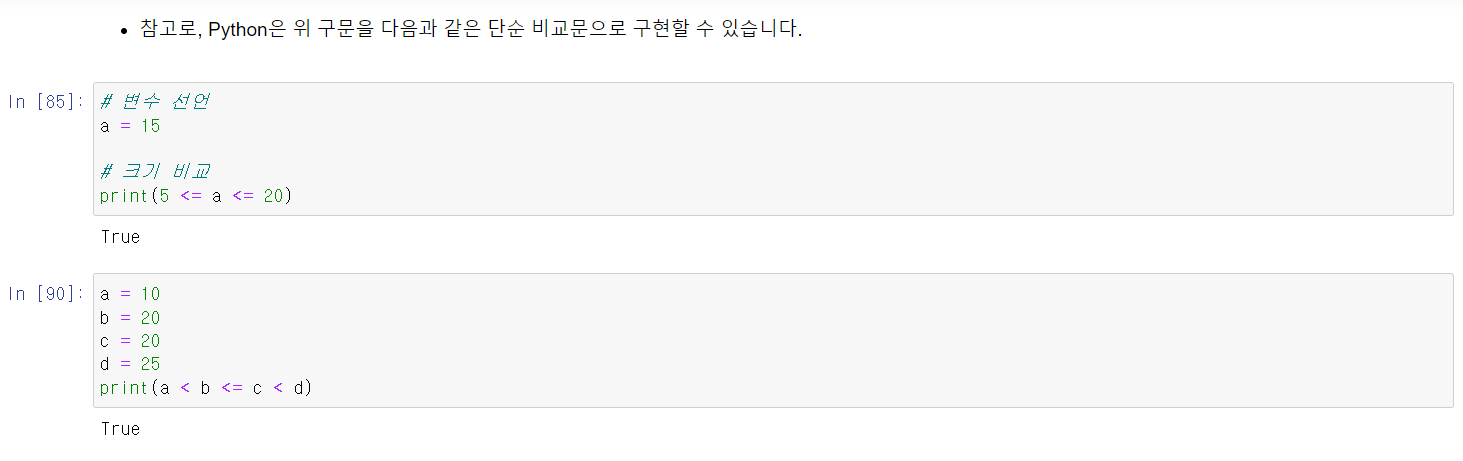 • 참고로, Python은 위 구문을 다음과 같은 단순 비교문으로 구현할 수 있습니다.
In [85]:
# 변수 선언
a = 15
# 크기 비교
print(5 <= a <= 20)
True
In [90]:
a = 10
b = 20
c = 20
d = 25
print(a < b <= c < d)
True